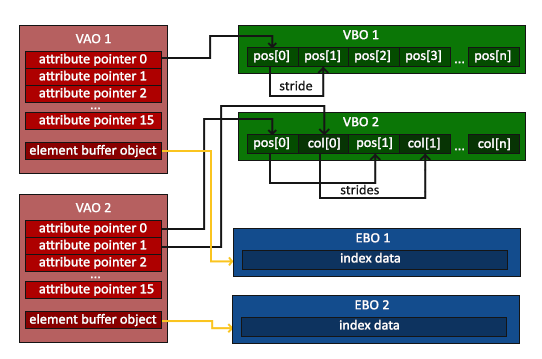 VAO 1
attribute pointer 0
attribute pointer 1
attribute pointer 2
...
attribute pointer 15
element buffer object
VBO 1
pos[0] pos[1] pos[2] pos[3] ... pos[n]
stride
VBO 2
pos[0] col[0] pos[1] col[1] ... col[n]
strides
VAO 2
attribute pointer 0
attribute pointer 1
attribute pointer 2
...
attribute pointer 15
element buffer object
EBO 1
index data
EBO 2
index data